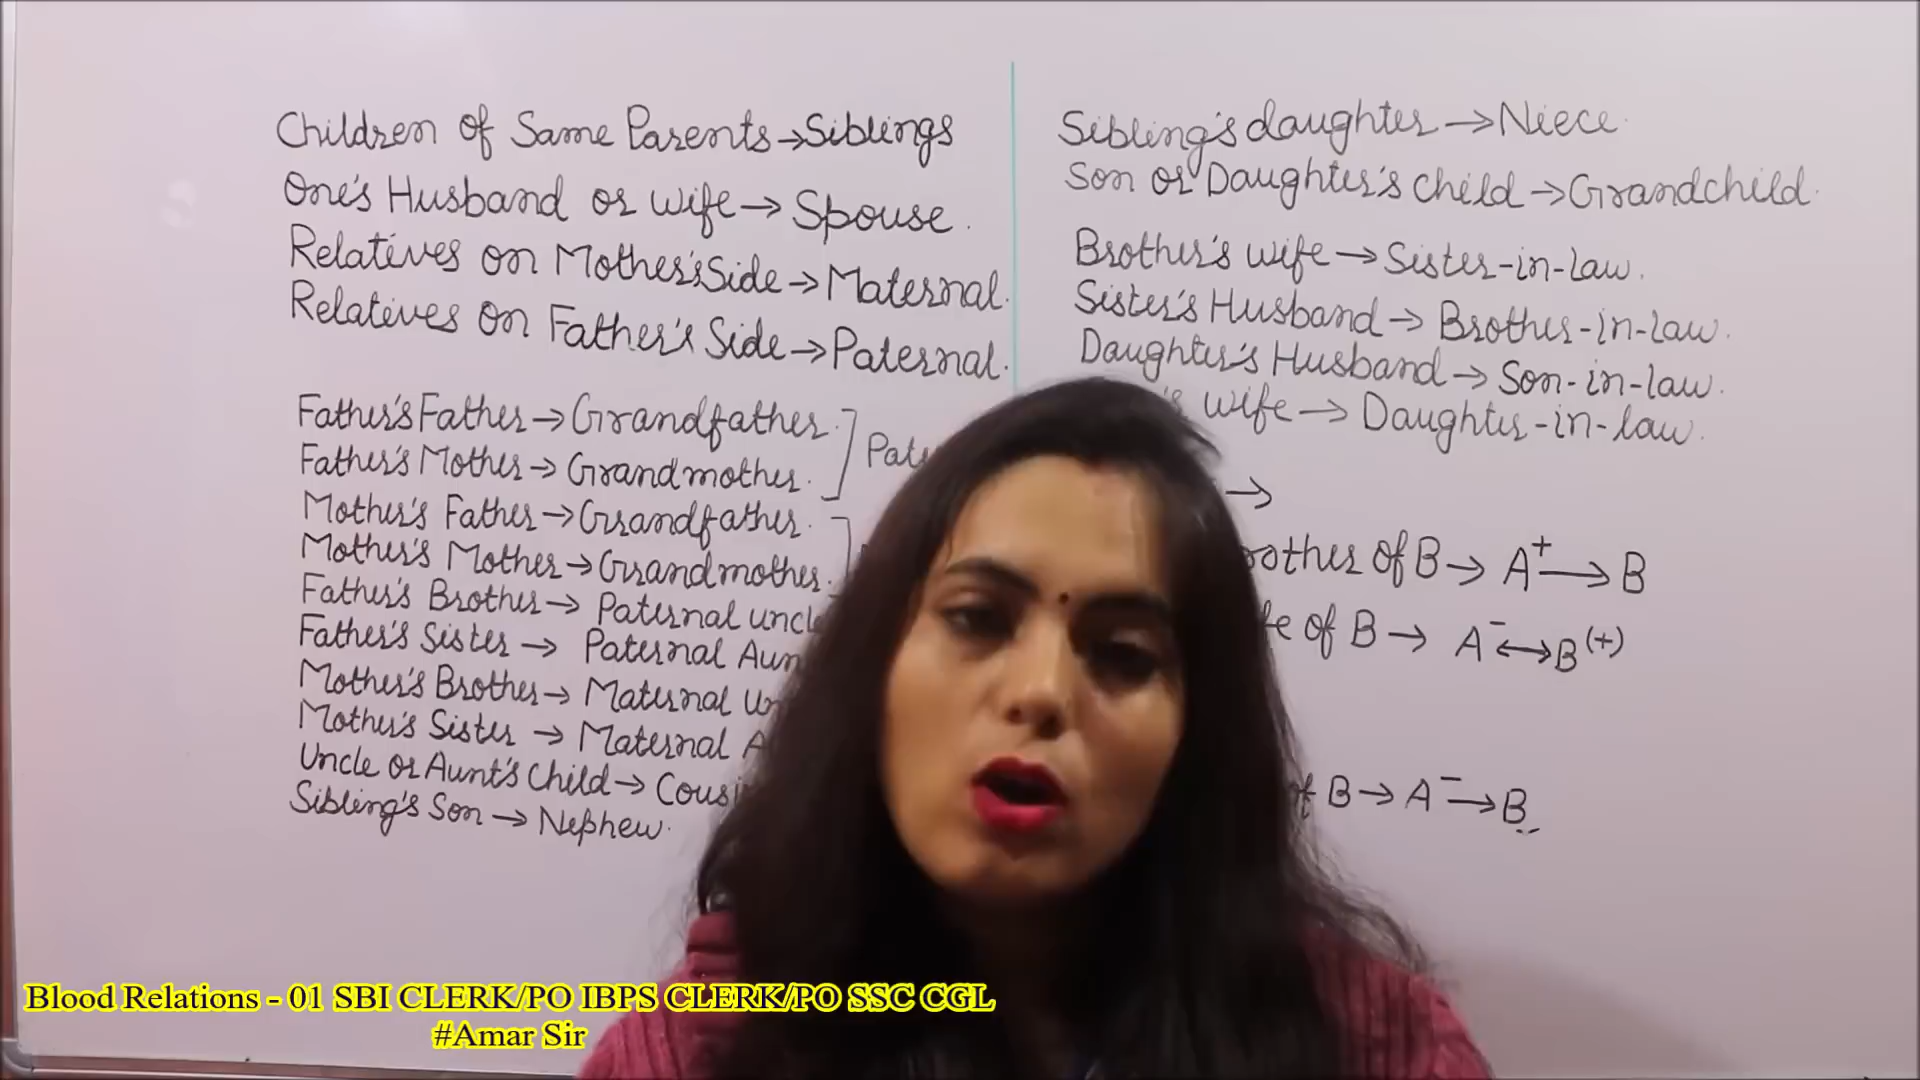 Children of Same Parents→Siblings
One's Husband or wife→ Spouse.
Relatives on Mother's Side→Maternal.
Relatives on Father's Side→Paternal.
Father's Father→Grandfather.
Father's Mother→Grandmother.
Mother's Father→Grandfather.
Mother's Mother→Grandmother.
Father's Brother→ Paternal
Father's Sister → Paternal
Mother's Brother→ Maternal
Mother's Sister → Maternal
Uncle or Aunt's Child→
Sibling's Son → Nephew.
Sibling's daughter→Niece.
Son or Daughter's child→Grandchild.
Brother's wife→Sister-in-law.
Sister's Husband→ Brother-in-law.
Daughter's Husband→ Son-in-law.
wife→ Daughter-in-law.
→
of B→ A+→B
of B→ A-↔B(+)
B→ A-→B
Blood Relations - 01 SBI CLERK/PO IBPS CLERK/PO SSC CGL
#Amar Sir